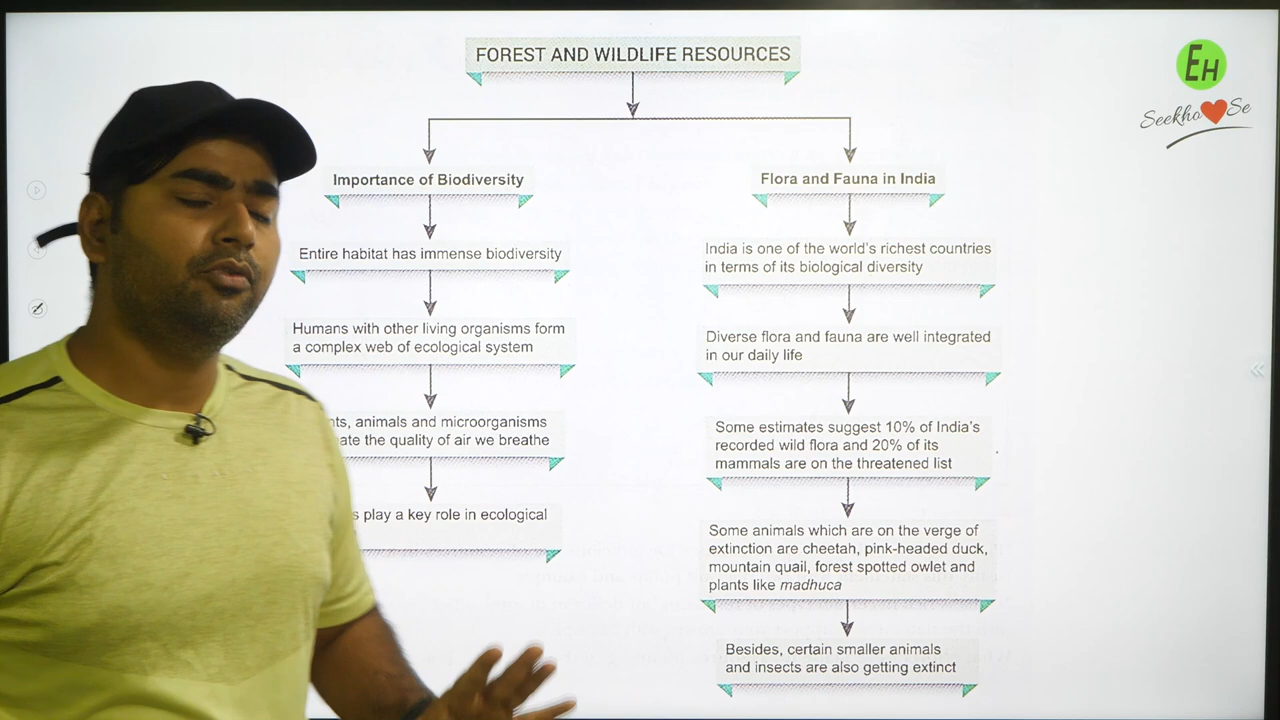 FOREST AND WILDLIFE RESOURCES
EH
Seekho Se
Importance of Biodiversity
Entire habitat has immense biodiversity
Humans with other living organisms form
a complex web of ecological system
animals and microorganisms
the quality of air we breathe
play a key role in ecological
Flora and Fauna in India
India is one of the world's richest countries
in terms of its biological diversity
Diverse flora and fauna are well integrated
in our daily life
Some estimates suggest 10% of India's
recorded wild flora and 20% of its
mammals are on the threatened list
Some animals which are on the verge of
extinction are cheetah, pink-headed duck,
mountain quail, forest spotted owlet and
plants like madhuca
Besides, certain smaller animals
and insects are also getting extinct